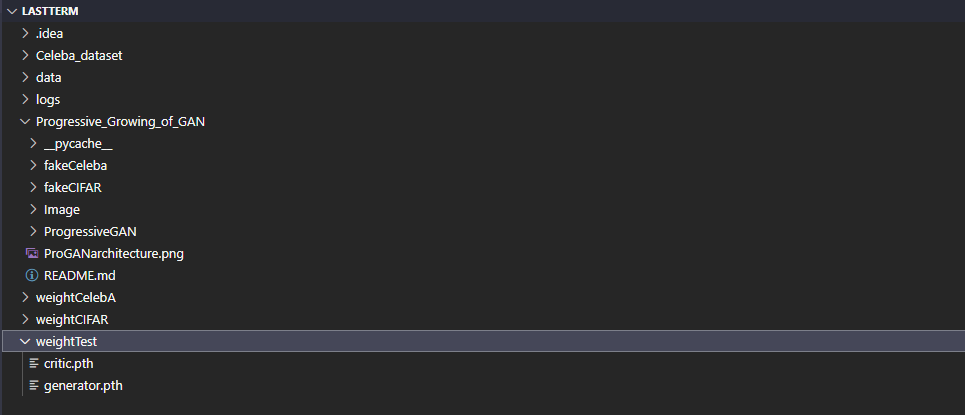 LASTTERM
.idea
Celeba_dataset
data
logs
Progressive_Growing_of_GAN
__pycache__
fakeCeleba
fakeCIFAR
Image
ProgressiveGAN
ProGANarchitecture.png
README.md
weightCelebA
weightCIFAR
weightTest
critic.pth
generator.pth